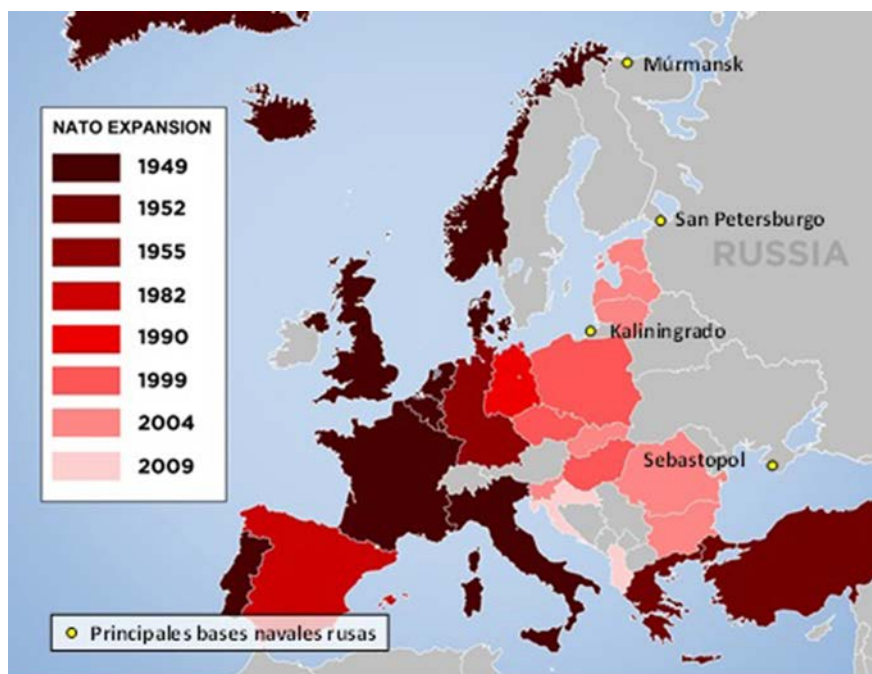 Múrmansk
NATO EXPANSION
1949
1952
San Petersburgo
1955
RUSSIA
1982
1990
Kaliningrado
1999
2004
Sebastopol
2009
Principales bases navales rusas